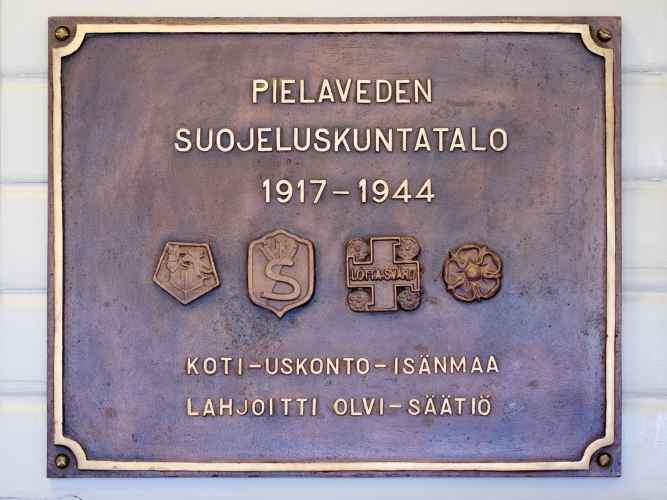 PIELAVEDEN
SUOJELUSKUNTATALO
1917-1944
S
LOTTA SVÄRD
KOTI-USKONTO-ISÄNMAA
LAHJOITTI OLVI-SÄÄTIÖ